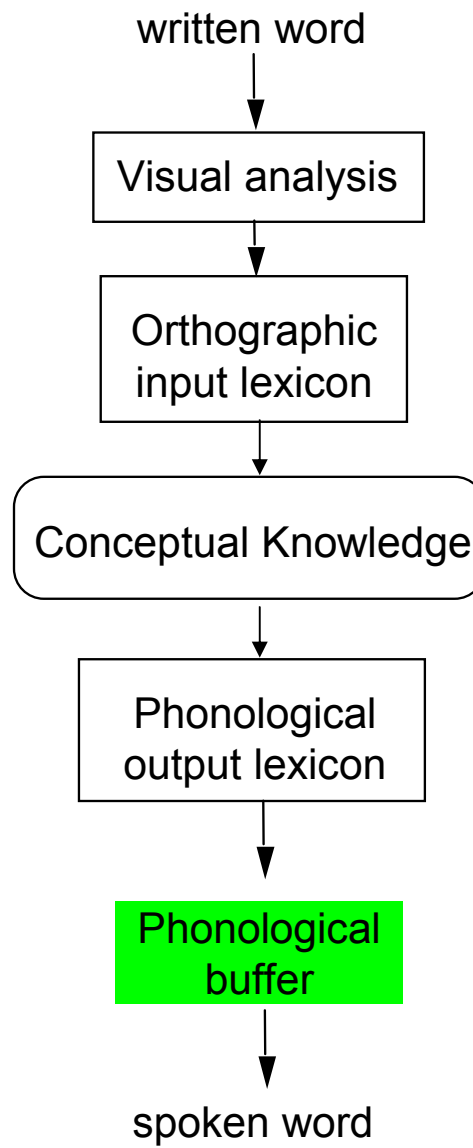 written word
Visual analysis
Orthographic
input lexicon
Conceptual Knowledge
Phonological
output lexicon
Phonological
buffer
spoken word